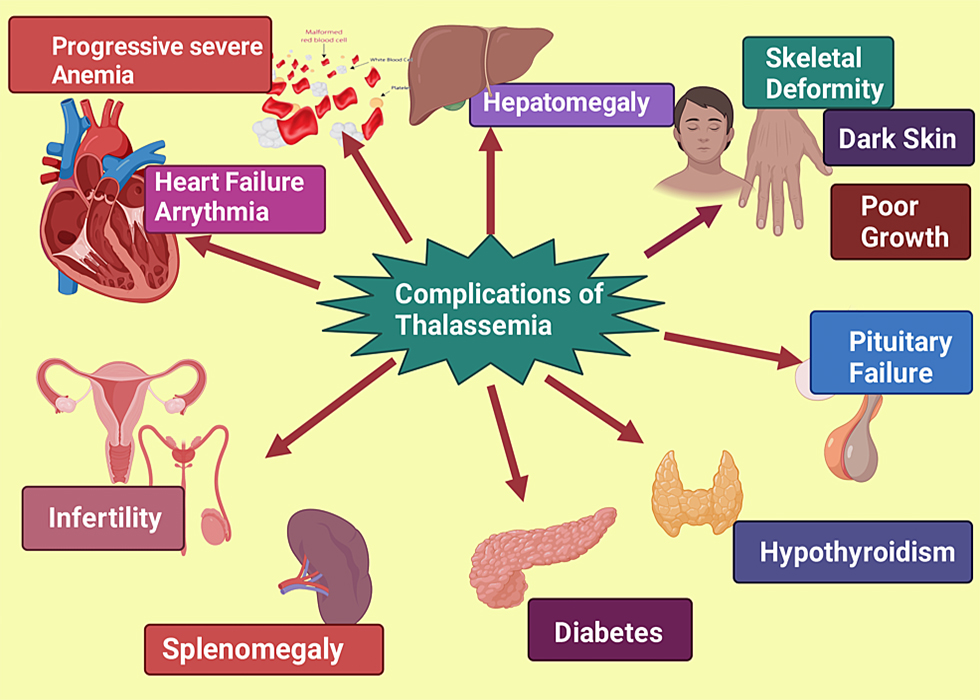 Progressive severe
Anemia
Malformed
red blood cell
White Blood Cell
Platele
Hepatomegaly
Skeletal
Deformity
Dark Skin
Poor
Growth
Heart Failure
Arrythmia
Complications of
Thalassemia
Pituitary
Failure
Infertility
Hypothyroidism
Diabetes
Splenomegaly